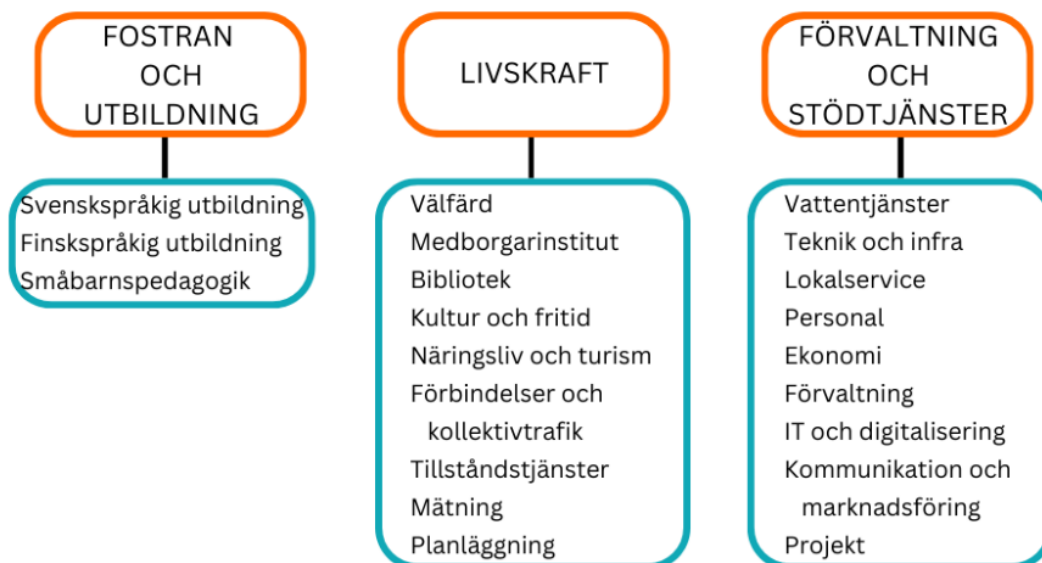 FOSTRAN
OCH
UTBILDNING
Svenskspråkig utbildning
Finskspråkig utbildning
Småbarnspedagogik
LIVSKRAFT
Välfärd
Medborgarinstitut
Bibliotek
Kultur och fritid
Näringsliv och turism
Förbindelser och
kollektivtrafik
Tillståndstjänster
Mätning
Planläggning
FÖRVALTNING
OCH
STÖDTJÄNSTER
Vattentjänster
Teknik och infra
Lokalservice
Personal
Ekonomi
Förvaltning
IT och digitalisering
Kommunikation och
marknadsföring
Projekt